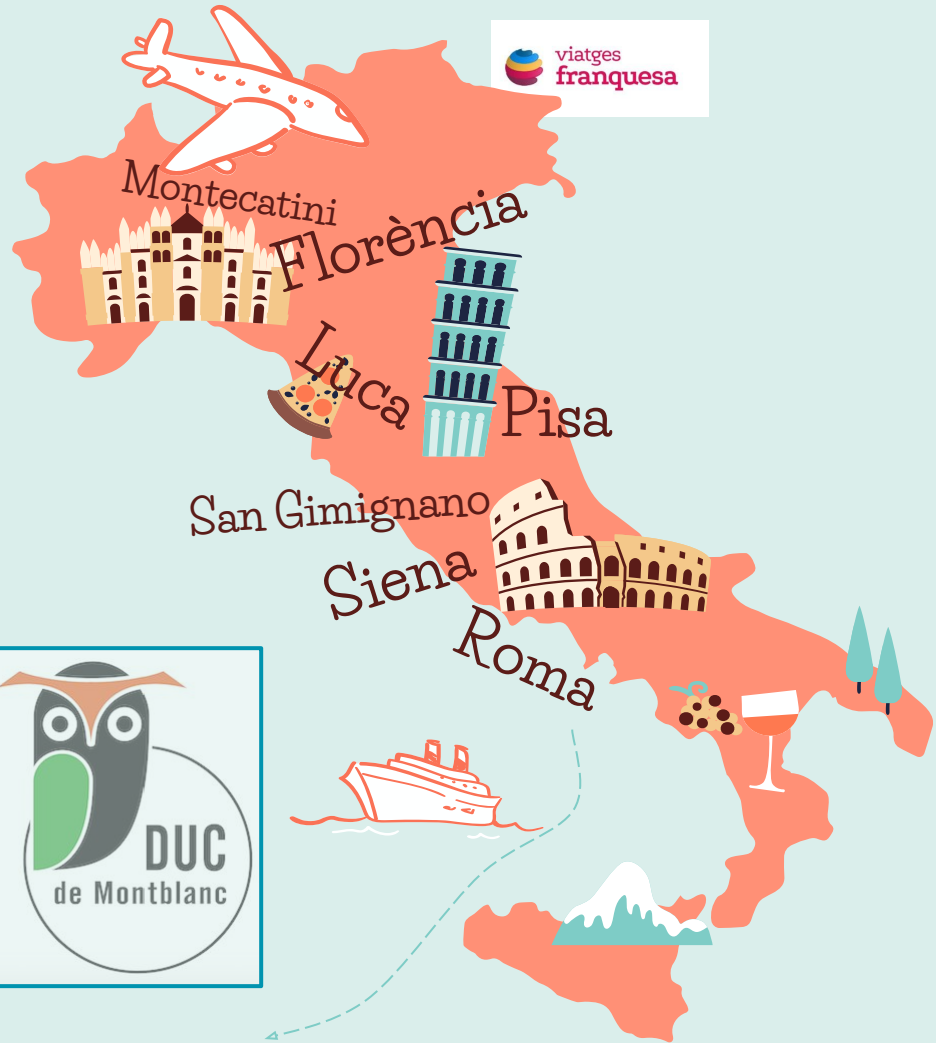 viatges
franquesa
Montecatini
Florència
Luca
Pisa
San Gimignano
Siena
Roma
DUC
de Montblanc